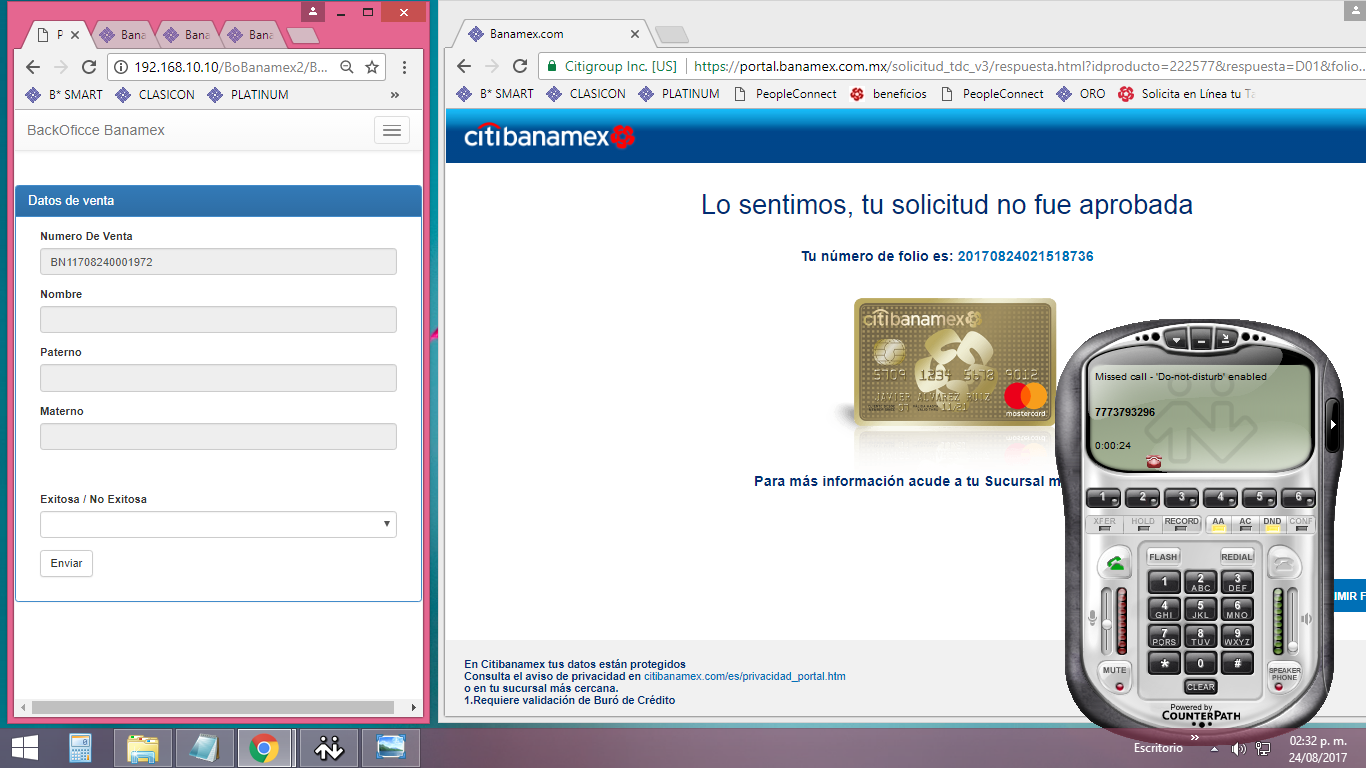 P
Bana
Bana
Bana
192.168.10.10/BoBanamex2/B...
B* SMART
CLASICON
PLATINUM
»
BackOficce Banamex
Datos de venta
Numero De Venta
BN11708240001972
Nombre
Paterno
Materno
Exitosa / No Exitosa
Enviar
Banamex.com
Citigroup Inc. [US]
https://portal.banamex.com.mx/solicitud_tdc_v3/respuesta.html?idproducto=222577&respuesta=D01&folio...
B* SMART
CLASICON
PLATINUM
PeopleConnect
beneficios
PeopleConnect
ORO
Solicita en Línea tu Ta
citibanamex
Lo sentimos, tu solicitud no fue aprobada
Tu número de folio es: 20170824021518736
citibanamex
5709 1234 5678 9012
JAVIER ALVAREZ RUIZ
mastercard
Para más información acude a tu Sucursal m
IMIR F
En Citibanamex tus datos están protegidos
Consulta el aviso de privacidad en citibanamex.com/es/privacidad_portal.htm
o en tu sucursal más cercana.
1.Requiere validación de Buró de Crédito
Missed call - 'Do-not-disturb' enabled
7773793296
0:00:24
1 2 3 4 5 6
XFER HOLD RECORD AA AC DND CONF
FLASH REDIAL
1 2 ABC 3 DEF
4 GHI 5 JKL 6 MNO
7 PQRS 8 TUV 9 WXYZ
* 0 #
MUTE
CLEAR
SPEAKER PHONE
Powered by
COUNTERPATH
Escritorio
»
02:32 p. m.
24/08/2017